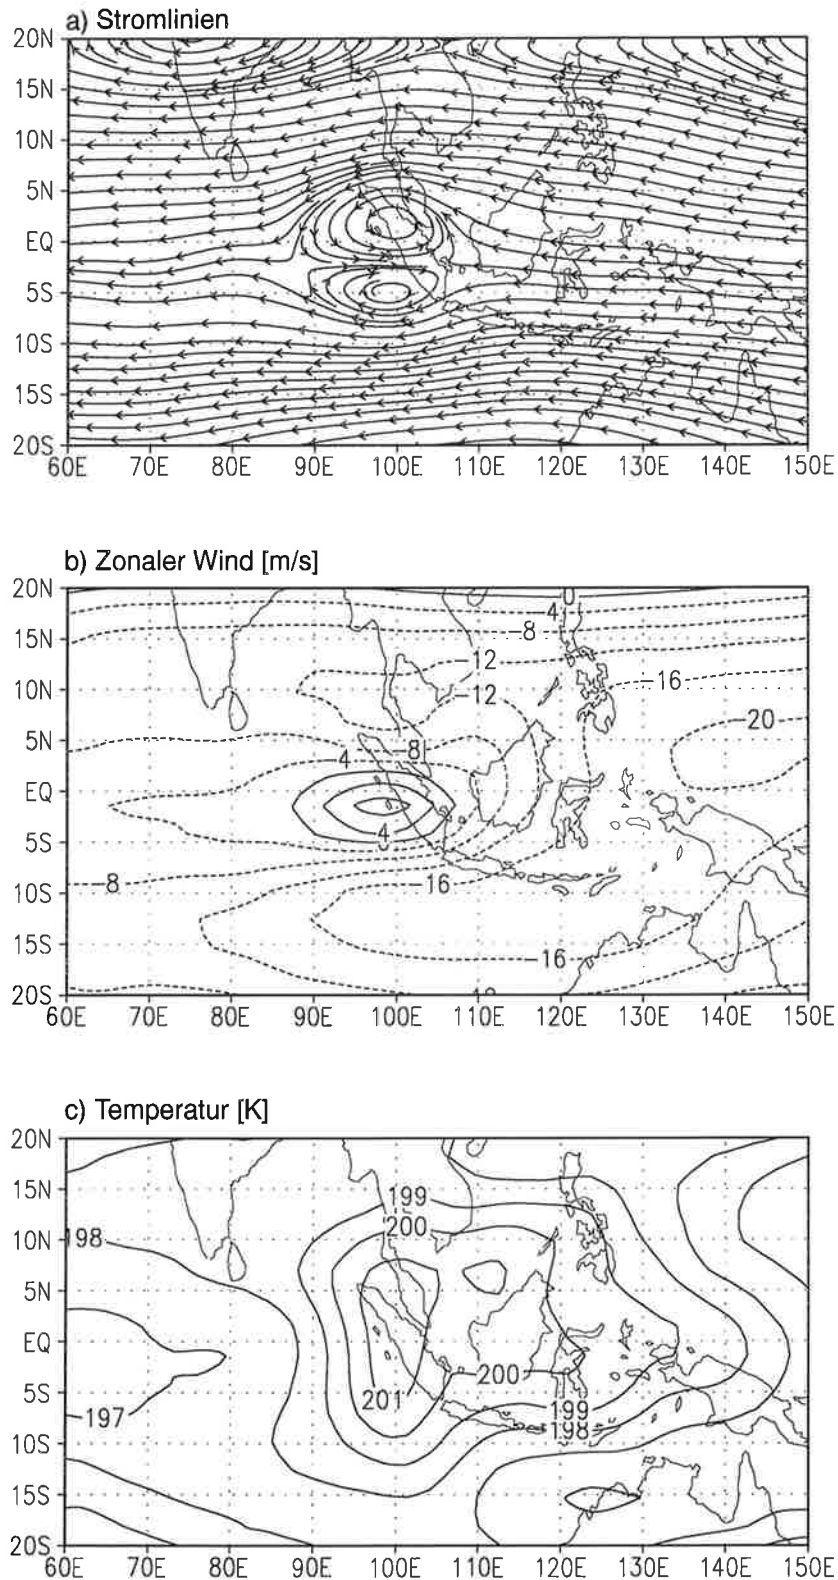 a) Stromlinien
20N
15N
10N
5N
EQ
5S
10S
15S
20S
60E 70E 80E 90E 100E 110E 120E 130E 140E 150E
b) Zonaler Wind [m/s]
20N
15N
10N
5N
EQ
5S
10S
15S
20S
0
-4
-8
-12
-16
-12
-20
-8
4
4
-8
-16
-16
60E 70E 80E 90E 100E 110E 120E 130E 140E 150E
c) Temperatur [K]
20N
15N
10N
5N
EQ
5S
10S
15S
20S
199
200
198
200
201
199
197
198
60E 70E 80E 90E 100E 110E 120E 130E 140E 150E